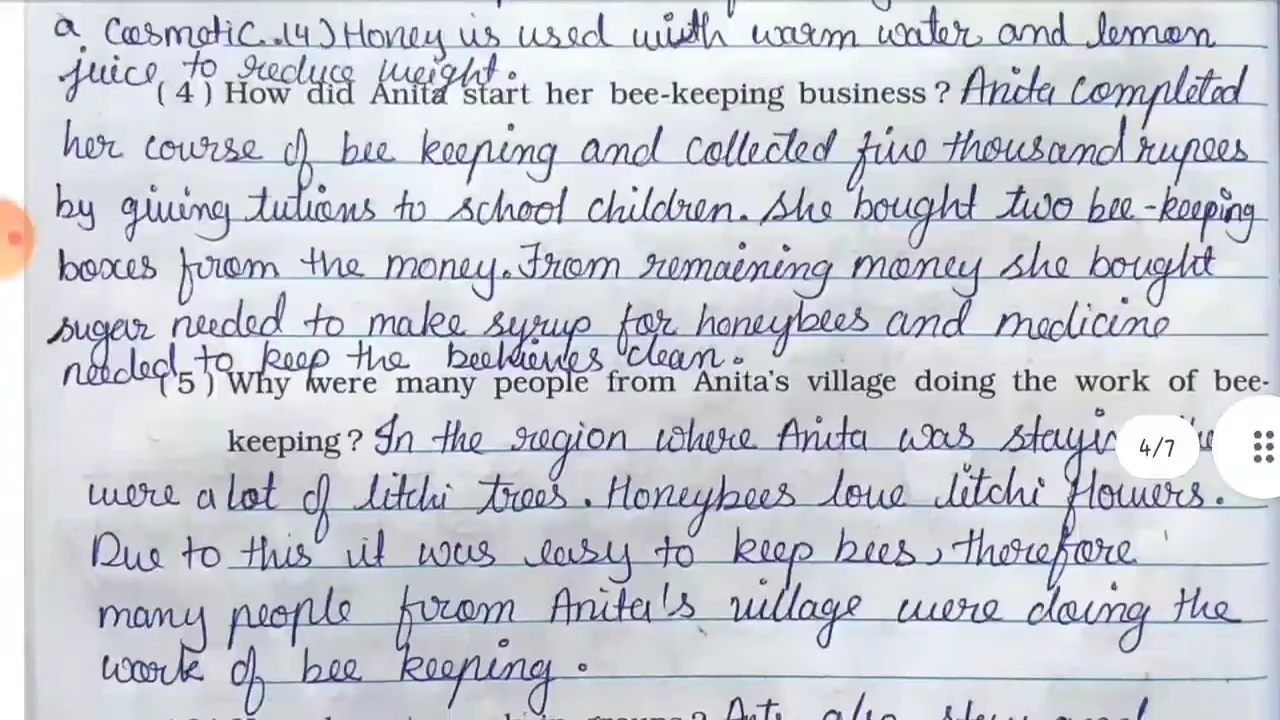 a Cosmotic.(4) Honey is used with warm water and lemon
juice to reduce weight.
(4) How did Anita start her bee-keeping business? Anita completed
her course of bee keeping and collected five thousand rupees
by giving tutions to school children. She bought two bee-keeping
boxes from the money. From remaining money she bought
sugar needed to make syrup for honeybees and medicine
needed to keep the beehives clean.
(5) Why were many people from Anita's village doing the work of bee-
keeping? In the region where Anita was
4/7
were a lot of litchi trees. Honeybees love litchi flowers.
Due to this it was easy to keep bees, therefore
many people from Anita's village were doing the
work of bee keeping.
also